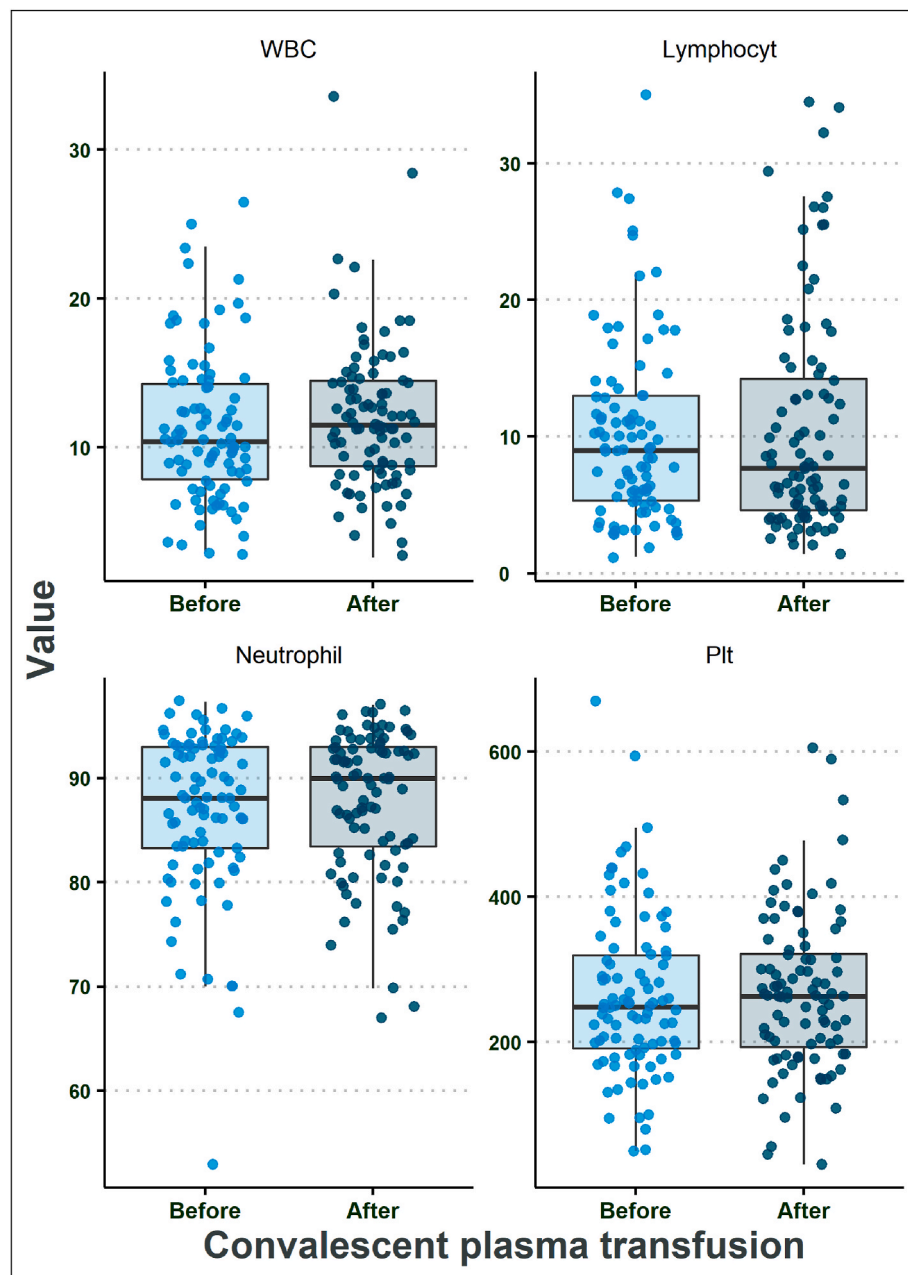 WBC
Lymphocyt
30
20
10
Before
After
30
20
10
0
Before
After
Value
Neutrophil
Plt
90
80
70
60
Before
After
600
400
200
Before
After
Convalescent plasma transfusion